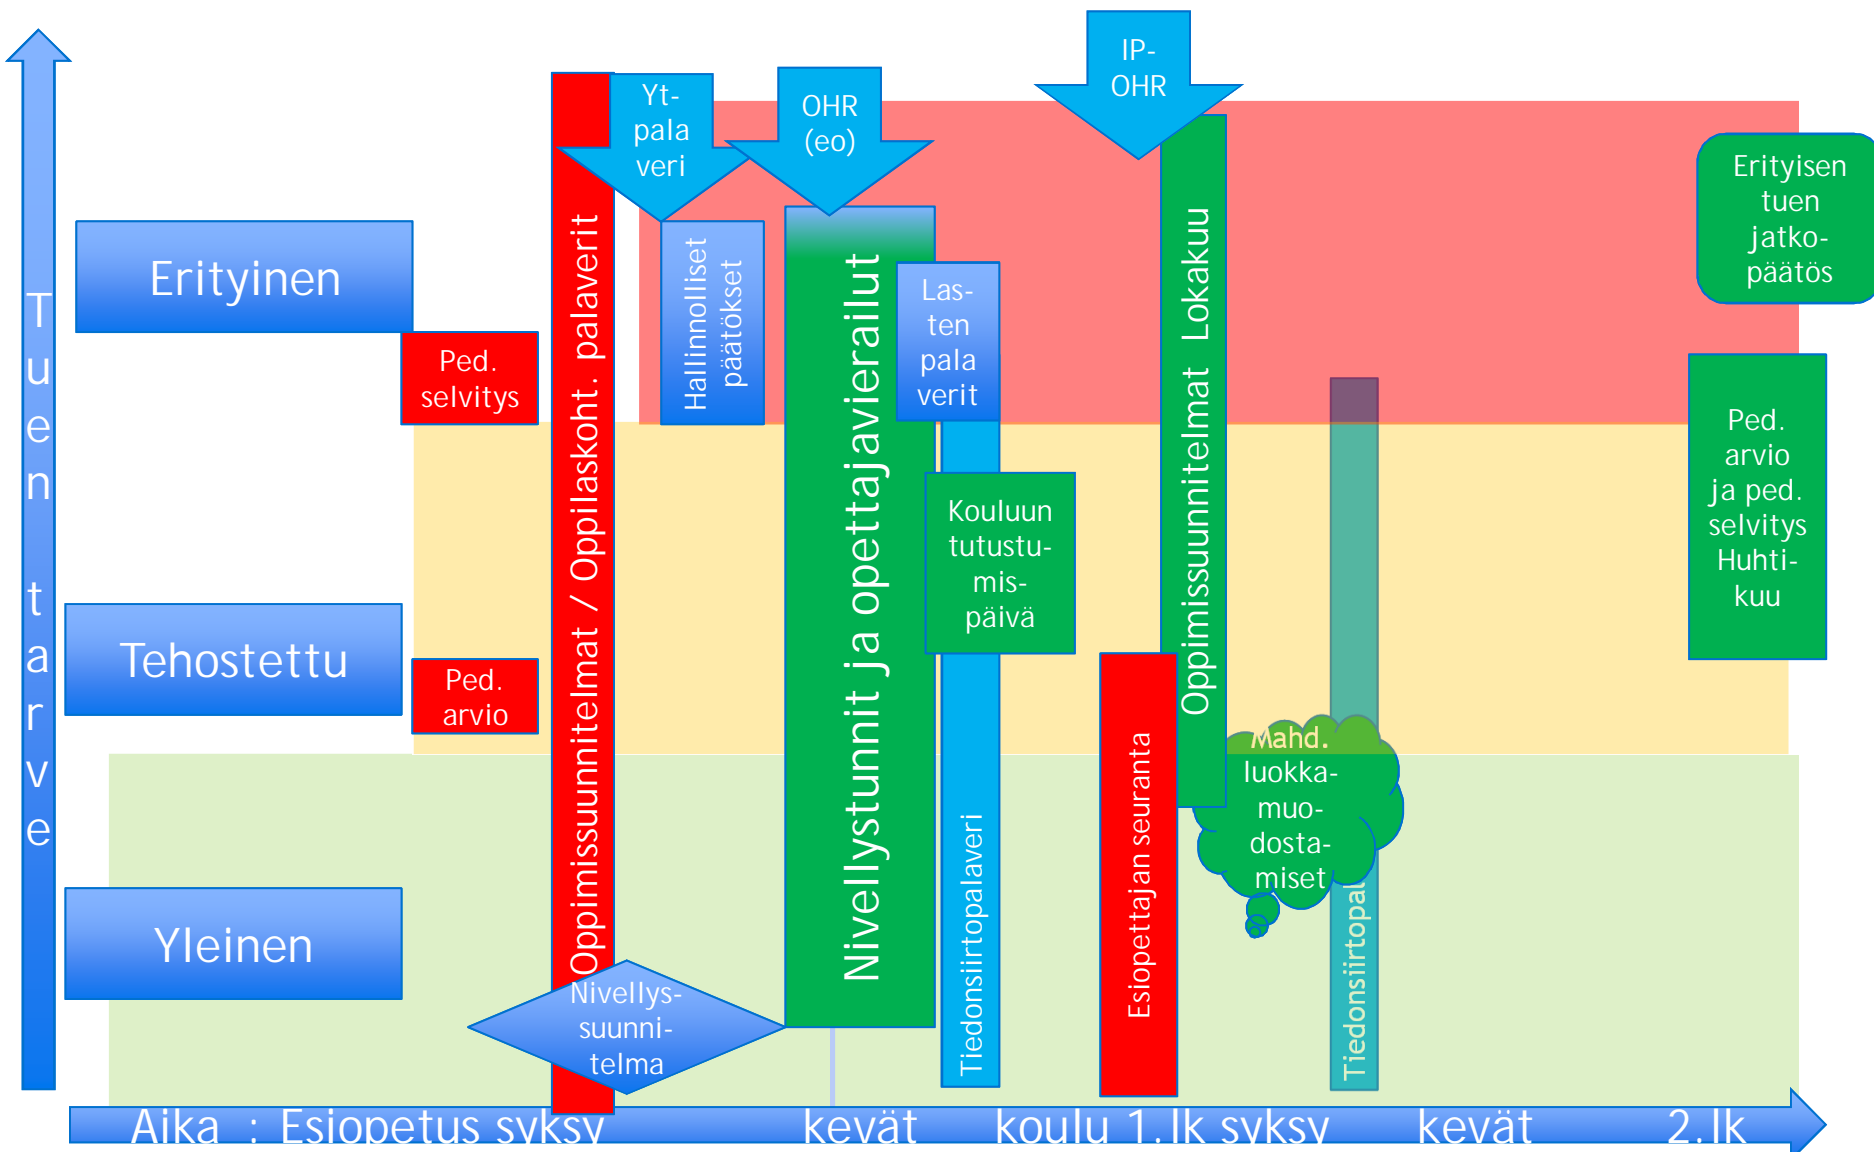 Tuen tarve
Yt-
pala
veri
OHR
(eo)
IP-
OHR
Erityinen
Ped.
selvitys
Tehostettu
Ped.
arvio
Yleinen
Oppimissuunnitelmat / Oppilaskoht. palaverit
Hallinnolliset
päätökset
Nivellys-
suunni-
telma
Nivellystunnit ja opettajavierailut
Las-
ten
pala
verit
Kouluun
tutustu-
mis-
päivä
Tiedonsiirtopalaveri
Esiopettajan seuranta
Oppimissuunnitelmat Lokakuu
Mahd.
luokka-
muo-
dosta-
miset
Tiedonsiirtopal
Erityisen
tuen
jatko-
päätös
Ped.
arvio
ja ped.
selvitys
Huhti-
kuu
Aika : Esiopetus syksy kevät koulu 1.lk syksy kevät 2.lk